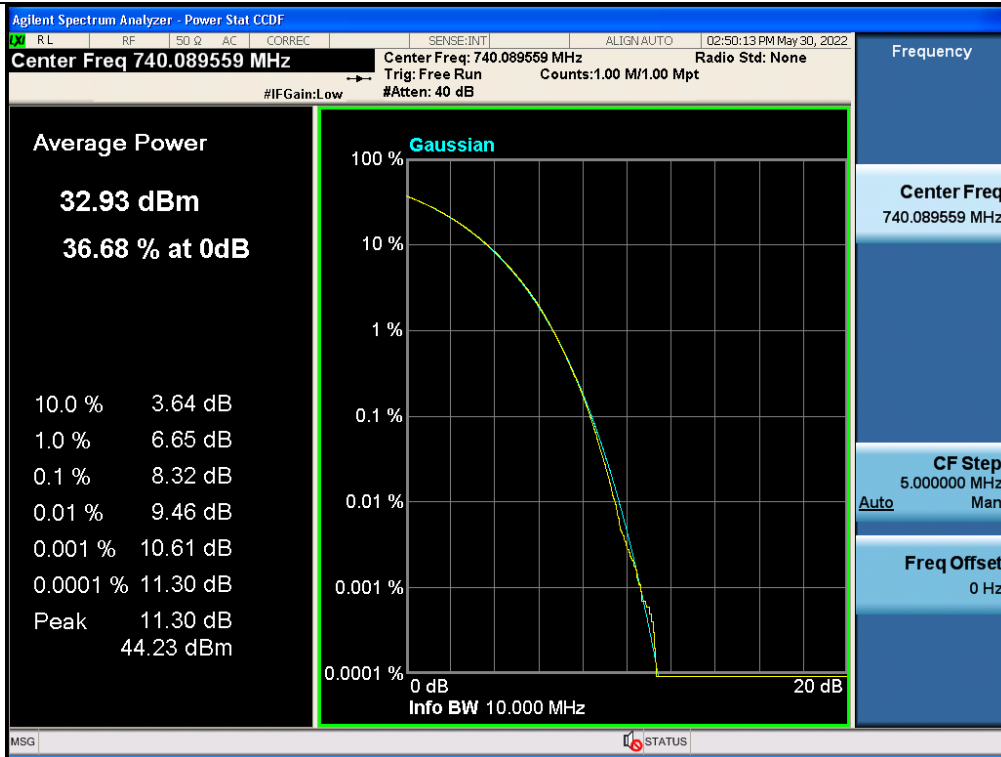 Agilent Spectrum Analyzer - Power Stat CCDF
LXI RL RF 50 Ω AC CORREC SENSE:INT ALIGN AUTO 02:50:13 PM May 30, 2022
Center Freq 740.089559 MHz
Center Freq: 740.089559 MHz Radio Std: None
Trig: Free Run Counts:1.00 M/1.00 Mpt
#IFGain:Low #Atten: 40 dB
Average Power
32.93 dBm
36.68 % at 0dB
10.0 % 3.64 dB
1.0 % 6.65 dB
0.1 % 8.32 dB
0.01 % 9.46 dB
0.001 % 10.61 dB
0.0001 % 11.30 dB
Peak 11.30 dB
44.23 dBm
Gaussian
100 %
10 %
1 %
0.1 %
0.01 %
0.001 %
0.0001 %
0 dB 20 dB
Info BW 10.000 MHz
Frequency
Center Freq
740.089559 MHz
CF Step
5.000000 MHz
Auto Man
Freq Offset
0 Hz
MSG STATUS